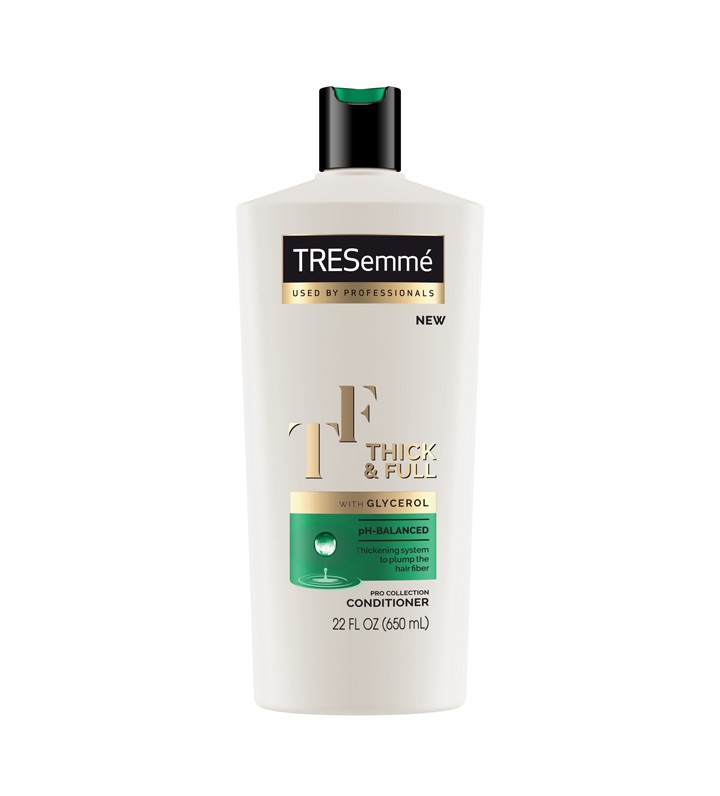 TRESemmé
USED BY PROFESSIONALS
NEW
TF
THICK
& FULL
WITH GLYCEROL
pH-BALANCED
Thickening system
to plump the
hair fiber
PRO COLLECTION
CONDITIONER
22 FL OZ (650 mL)